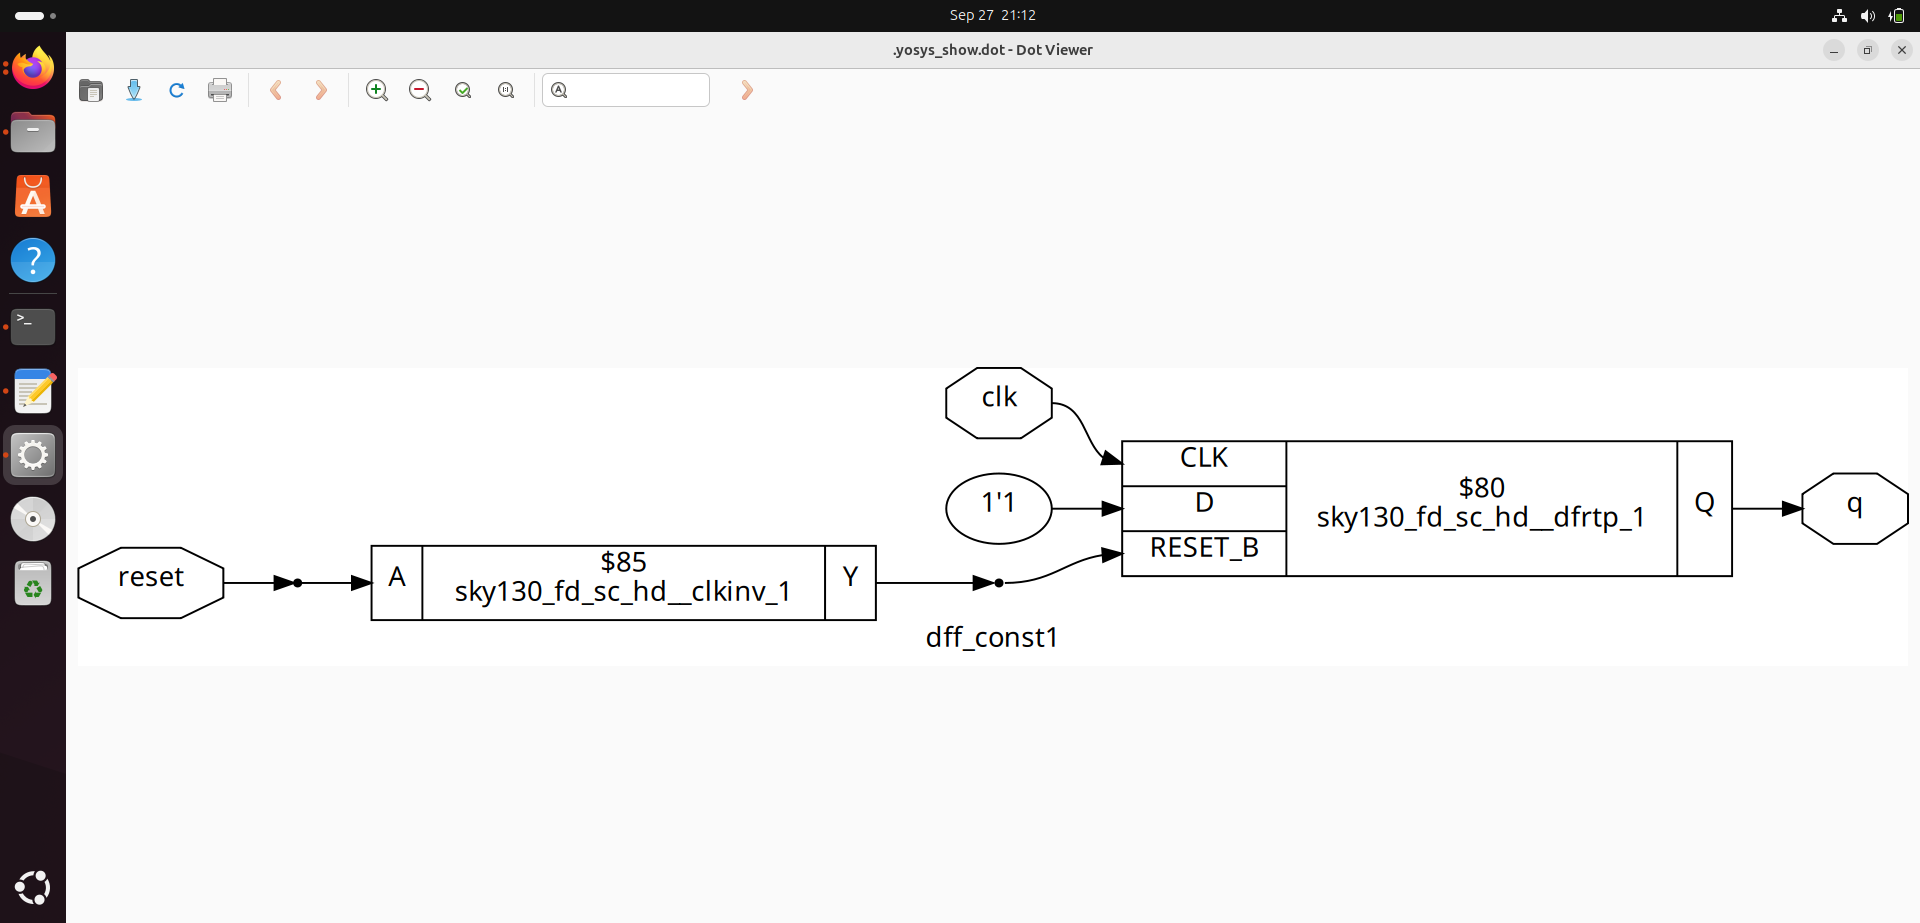 Sep 27 21:12
.yosys_show.dot - Dot Viewer
clk
CLK
1'1
D
RESET_B
$80
sky130_fd_sc_hd__dfrtp_1
Q
q
reset
A
$85
sky130_fd_sc_hd__clkinv_1
Y
dff_const1